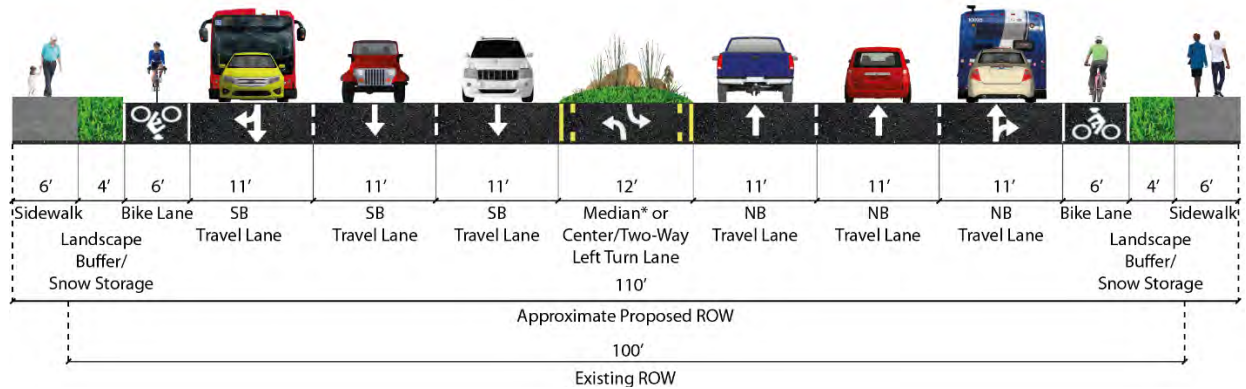 6' 4' 6' 11' 11' 11' 12' 11' 11' 11' 6' 4' 6'
Sidewalk Bike Lane SB SB SB Median* or NB NB NB Bike Lane Sidewalk
Landscape Travel Lane Travel Lane Travel Lane Center/Two-Way Travel Lane Travel Lane Travel Lane Landscape
Buffer/ Left Turn Lane Buffer/
Snow Storage 110' Snow Storage
Approximate Proposed ROW
100'
Existing ROW